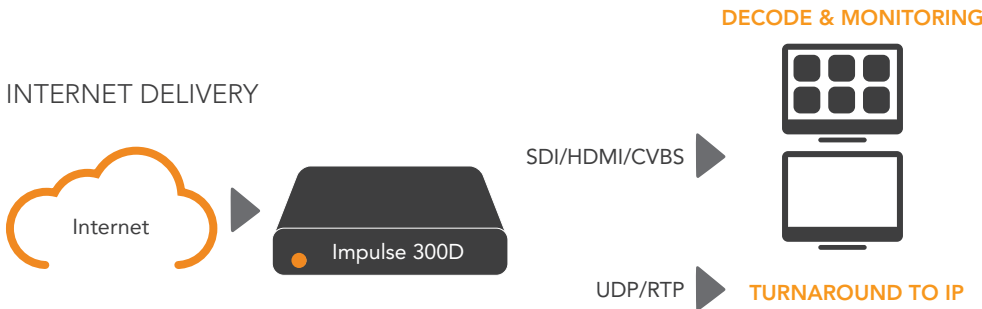 DECODE & MONITORING
INTERNET DELIVERY
SDI/HDMI/CVBS
Internet
Impulse 300D
UDP/RTP
TURNAROUND TO IP